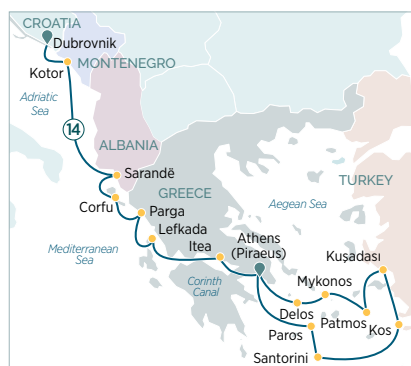 CROATIA
Dubrovnik
Kotor
MONTENEGRO
Adriatic
Sea
14
ALBANIA
Sarandë
GREECE
TURKEY
Corfu
Parga
Lefkada
Aegean Sea
Itea
Athens
(Piraeus)
Mediterranean
Sea
Kuşadası
Corinth
Canal
Mykonos
Delos
Patmos
Kos
Paros
Santorini